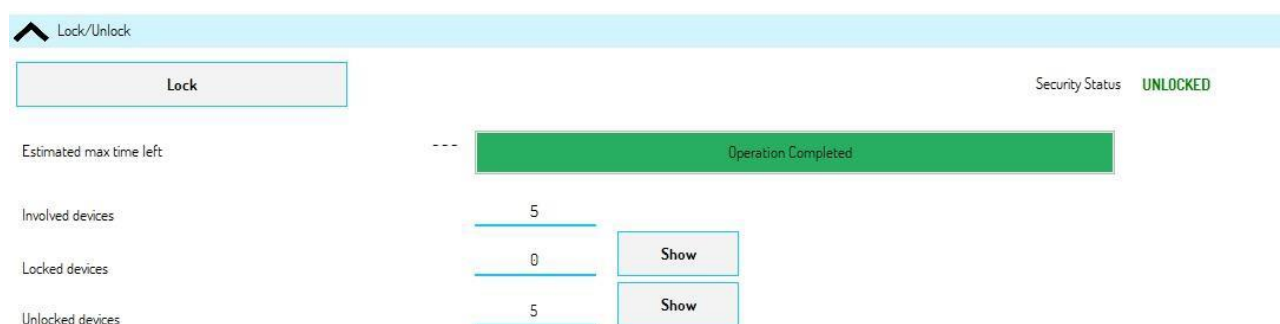 Lock/Unlock
Lock
Security Status UNLOCKED
Estimated max time left --- Operation Completed
Involved devices 5
Locked devices 0 Show
Unlocked devices 5 Show